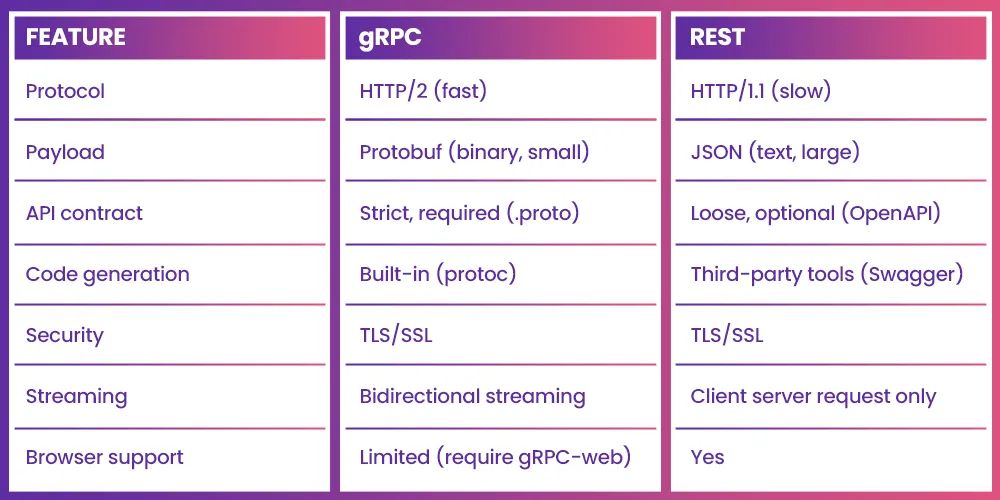 FEATURE gRPC REST
Protocol HTTP/2 (fast) HTTP/1.1 (slow)
Payload Protobuf (binary, small) JSON (text, large)
API contract Strict, required (.proto) Loose, optional (OpenAPI)
Code generation Built-in (protoc) Third-party tools (Swagger)
Security TLS/SSL TLS/SSL
Streaming Bidirectional streaming Client server request only
Browser support Limited (require gRPC-web) Yes